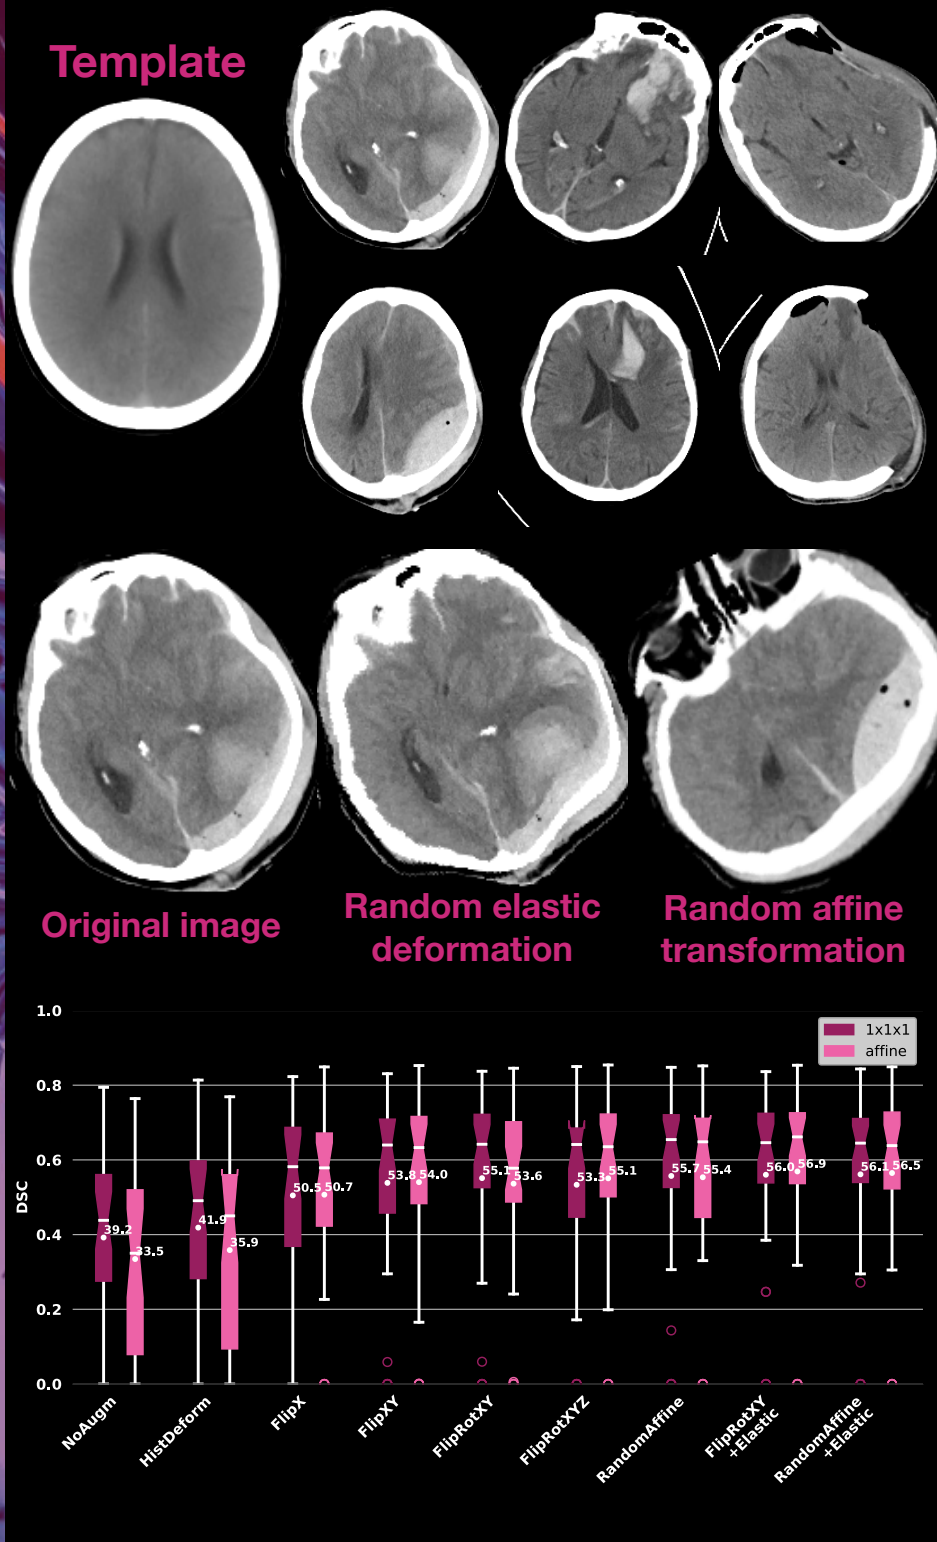 Template
Original image
Random elastic
deformation
Random affine
transformation
1.0
0.8
0.6
0.4
0.2
0.0
DSC
1x1x1
affine
39.2
33.5
41.9
35.9
50.5
50.7
53.8
54.0
55.1
53.6
53.3
55.1
55.7
55.4
56.0
56.9
56.1
56.5
NoAugm
HistDeform
FlipX
FlipXY
FlipRotXY
FlipRotXYZ
RandomAffine
FlipRotXY
+Elastic
RandomAffine
+Elastic